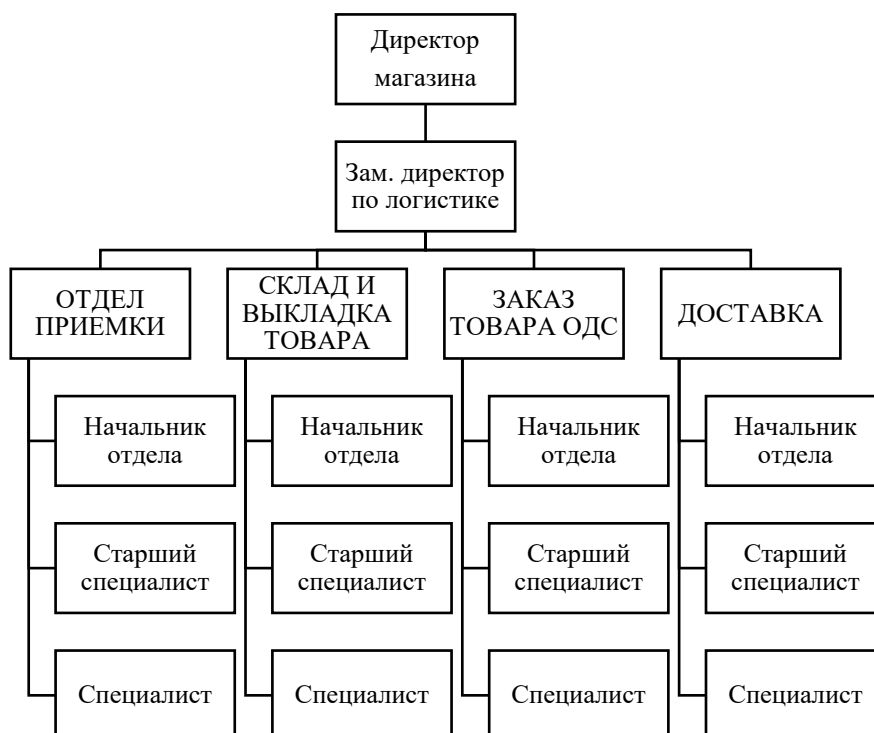 Директор
магазина
Зам. директор
по логистике
ОТДЕЛ
ПРИЕМКИ
СКЛАД И
ВЫКЛАДКА
ТОВАРА
ЗАКАЗ
ТОВАРА ОДС
ДОСТАВКА
Начальник
отдела
Начальник
отдела
Начальник
отдела
Начальник
отдела
Старший
специалист
Старший
специалист
Старший
специалист
Старший
специалист
Специалист
Специалист
Специалист
Специалист